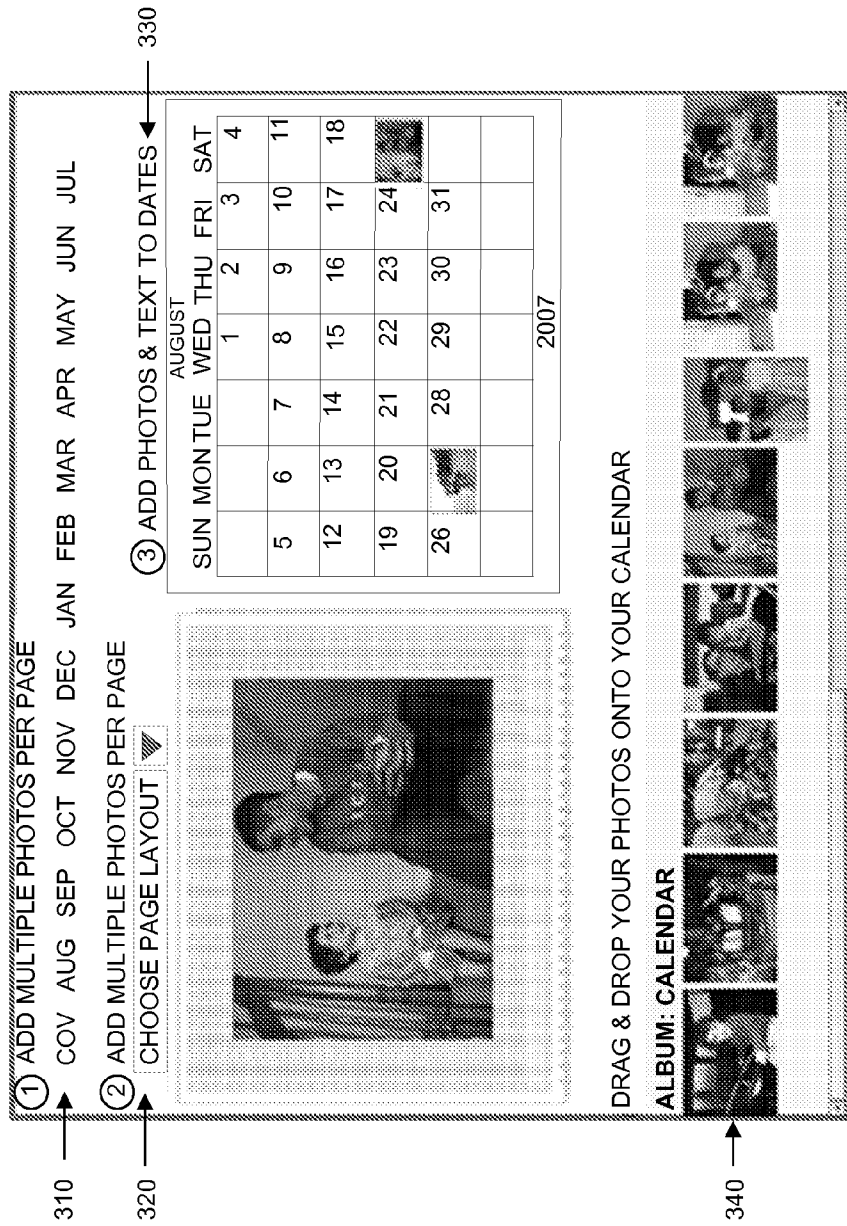 ① ADD MULTIPLE PHOTOS PER PAGE
310 COV AUG SEP OCT NOV DEC JAN FEB MAR APR MAY JUN JUL
② ADD MULTIPLE PHOTOS PER PAGE
320 CHOOSE PAGE LAYOUT
③ ADD PHOTOS & TEXT TO DATES 330
AUGUST
SUN MON TUE WED THU FRI SAT
1 2 3 4
5 6 7 8 9 10 11
12 13 14 15 16 17 18
19 20 21 22 23 24
26 28 29 30 31
2007
DRAG & DROP YOUR PHOTOS ONTO YOUR CALENDAR
ALBUM: CALENDAR
340